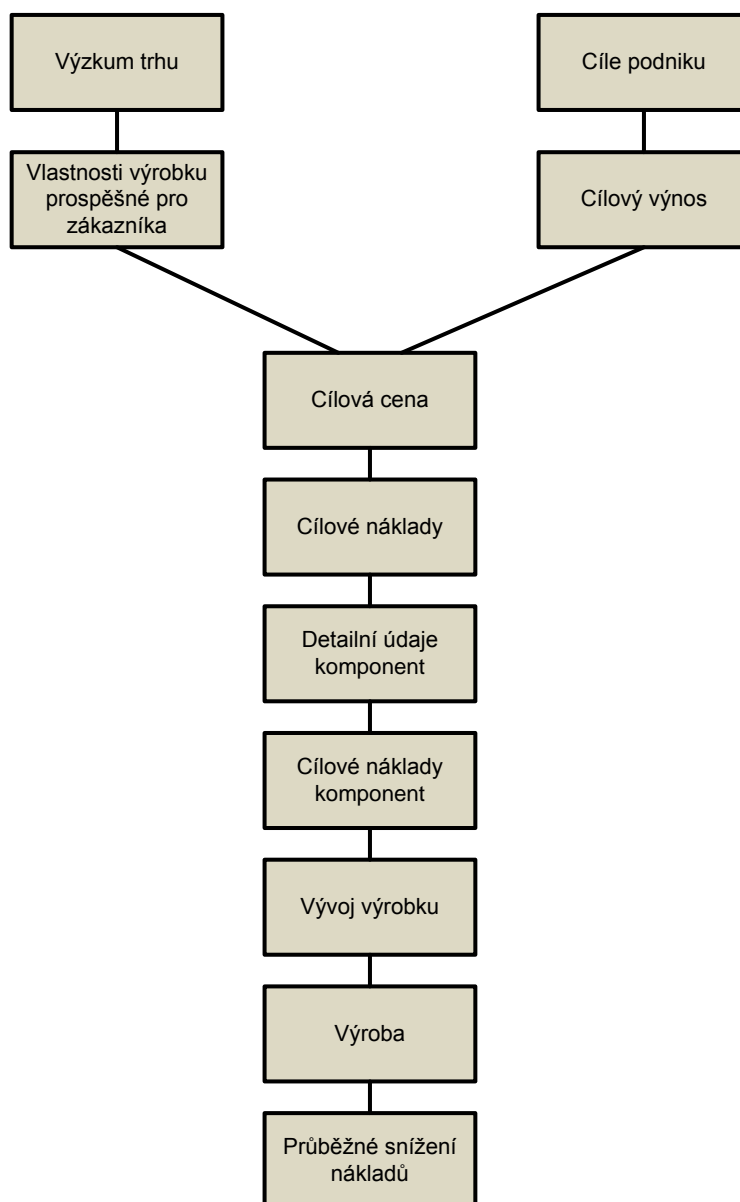 Výzkum trhu
Cíle podniku
Vlastnosti výrobku
prospěšné pro
zákazníka
Cílový výnos
Cílová cena
Cílové náklady
Detailní údaje
komponent
Cílové náklady
komponent
Vývoj výrobku
Výroba
Průběžné snížení
nákladů